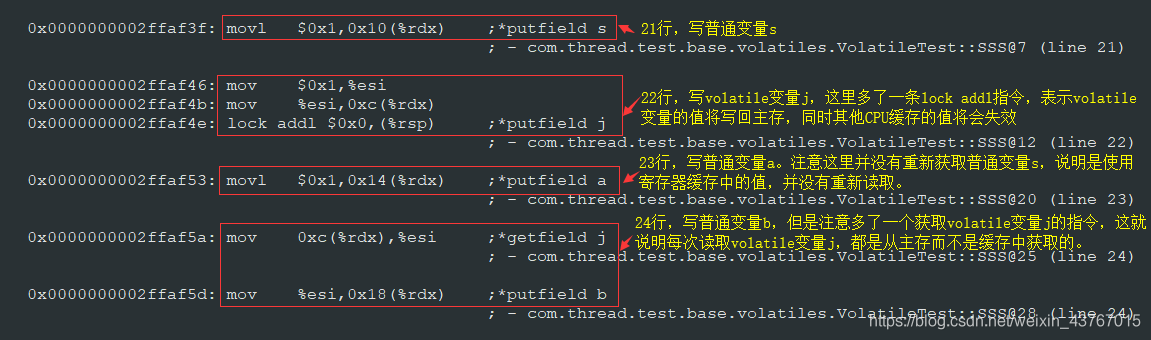 0x0000000002ffaf3f: movl   $0x1,0x10(%rdx)    ;*putfield s
21行，写普通变量s
; - com.thread.test.base.volatiles.VolatileTest::SSS@7 (line 21)
0x0000000002ffaf46: mov    $0x1,%esi
0x0000000002ffaf4b: mov    %esi,0xc(%rdx)
0x0000000002ffaf4e: lock addl $0x0,(%rsp)     ;*putfield j
22行，写volatile变量j，这里多了一条lock addl指令，表示volatile
变量的值将写回主存，同时其他CPU缓存的值将会失效
; - com.thread.test.base.volatiles.VolatileTest::SSS@12 (line 22)
23行，写普通变量a。注意这里并没有重新获取普通变量s，说明是使用
寄存器缓存中的值，并没有重新读取。
0x0000000002ffaf53: movl   $0x1,0x14(%rdx)    ;*putfield a
; - com.thread.test.base.volatiles.VolatileTest::SSS@20 (line 23)
24行，写普通变量b，但是注意多了一个获取volatile变量j的指令，这就
说明每次读取volatile变量j，都是从主存而不是缓存中获取的。
0x0000000002ffaf5a: mov    0xc(%rdx),%esi     ;*getfield j
; - com.thread.test.base.volatiles.VolatileTest::SSS@25 (line 24)
0x0000000002ffaf5d: mov    %esi,0x18(%rdx)    ;*putfield b
; - com.thread.test.base.volatiles.VolatileTest::SSS@28 (line 24)
https://blog.csdn.net/weixin_43767015